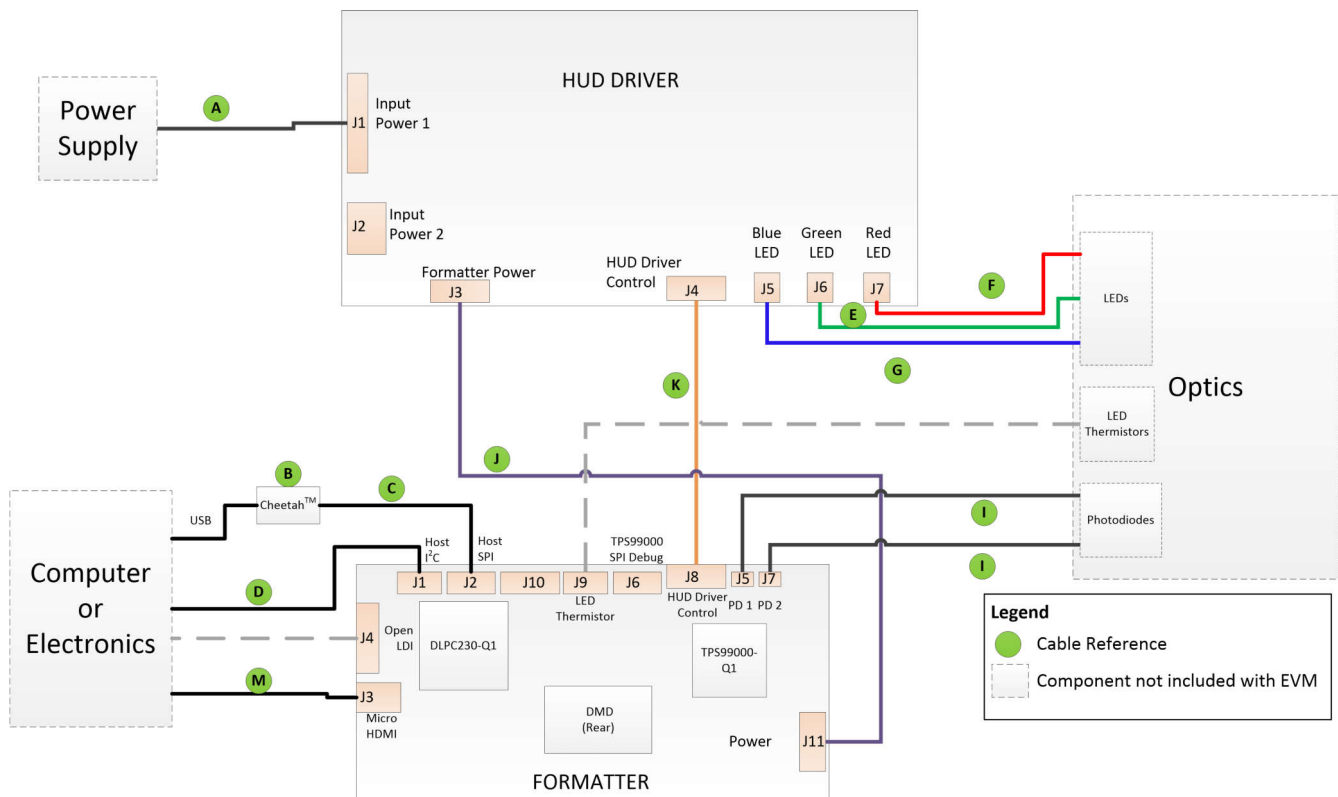 HUD DRIVER
Power
Supply
A
J1
Input
Power 1
J2
Input
Power 2
Formatter Power
J3
HUD Driver
Control
J4
Blue
LED
J5
Green
LED
J6
Red
LED
J7
E
F
G
LEDs
LED
Thermistors
Photodiodes
Optics
K
J
I
I
Computer
or
Electronics
USB
B
Cheetah™
C
D
M
Host
I²C
J1
Host
SPI
J2
J10
J9
LED
Thermistor
TPS99000
SPI Debug
J6
J8
HUD Driver
Control
J5
PD 1
J7
PD 2
J4
Open
LDI
J3
Micro
HDMI
DLPC230-Q1
TPS99000-
Q1
DMD
(Rear)
Power
J11
FORMATTER
Legend
Cable Reference
Component not included with EVM